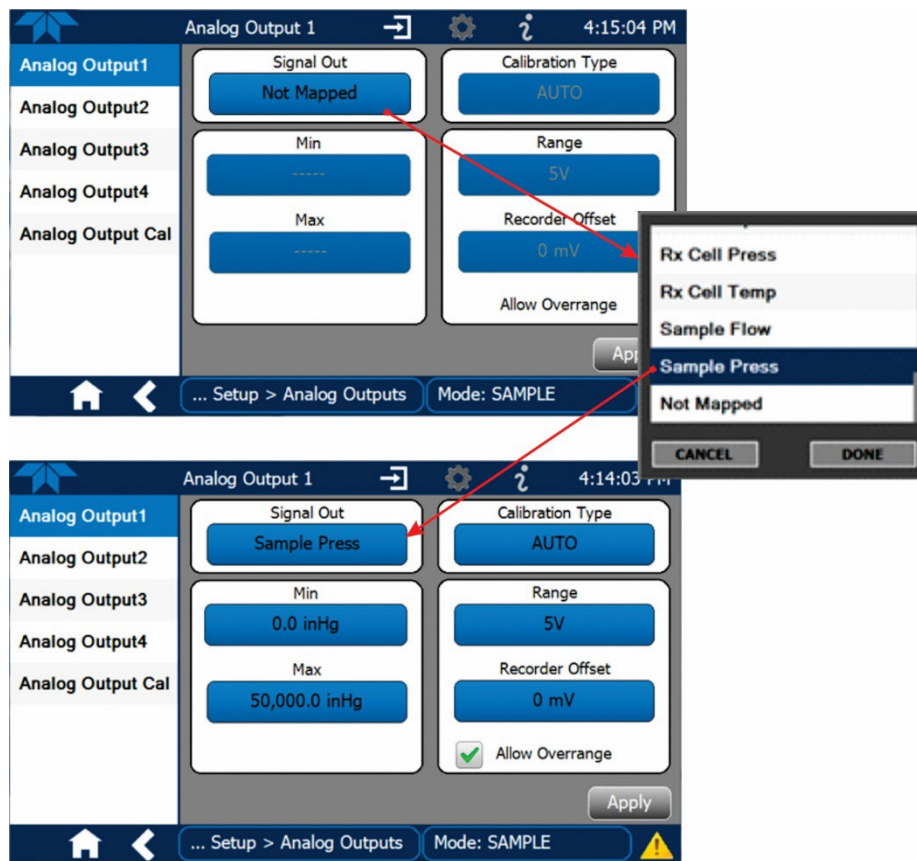 Analog Output 1
4:15:04 PM
Analog Output1
Analog Output2
Analog Output3
Analog Output4
Analog Output Cal
Signal Out
Not Mapped
Calibration Type
AUTO
Min
-----
Max
-----
Range
5V
Recorder Offset
0 mV
Allow Overrange
... Setup > Analog Outputs
Mode: SAMPLE
Rx Cell Press
Rx Cell Temp
Sample Flow
Sample Press
Not Mapped
CANCEL
DONE
Analog Output 1
4:14:03
Analog Output1
Analog Output2
Analog Output3
Analog Output4
Analog Output Cal
Signal Out
Sample Press
Calibration Type
AUTO
Min
0.0 inHg
Max
50,000.0 inHg
Range
5V
Recorder Offset
0 mV
Allow Overrange
Apply
... Setup > Analog Outputs
Mode: SAMPLE